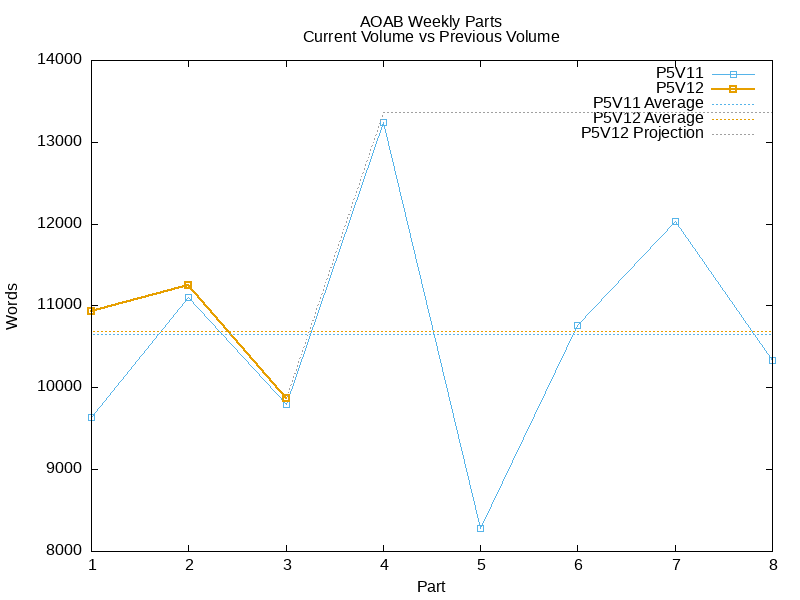 AOAB Weekly Parts
Current Volume vs Previous Volume
P5V11
P5V12
P5V11 Average
P5V12 Average
P5V12 Projection
14000
13000
12000
11000
10000
9000
8000
Words
1 2 3 4 5 6 7 8
Part